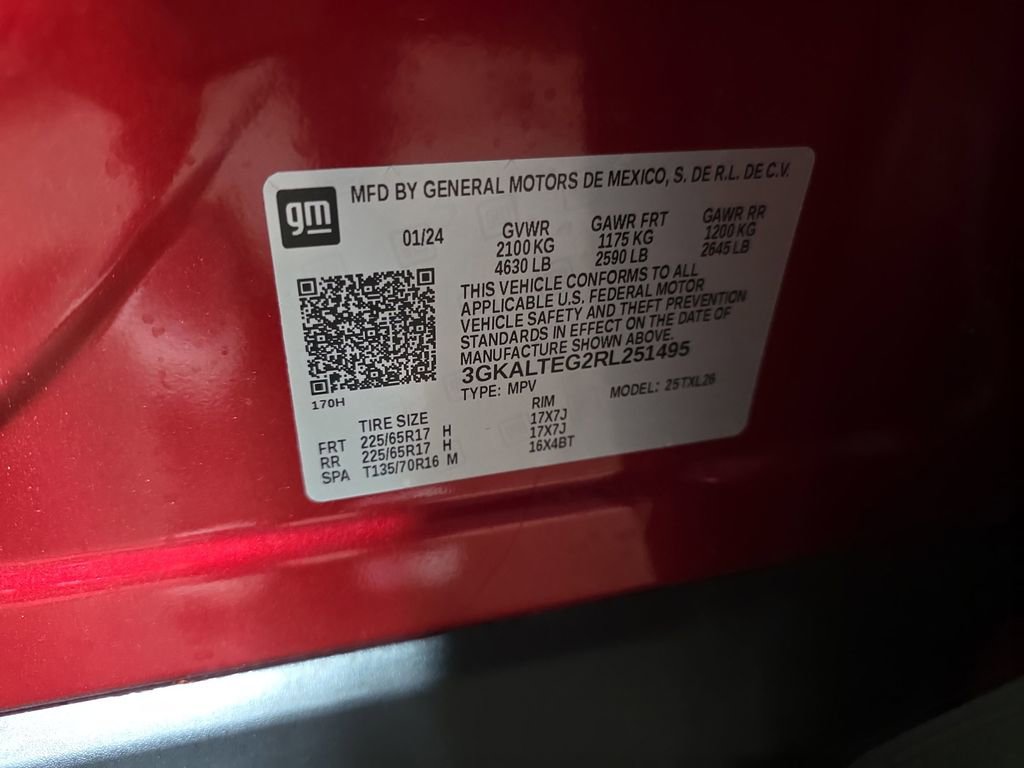 gm
MFD BY GENERAL MOTORS DE MEXICO, S. DE R.L. DE C.V.
01/24
GVWR GAWR FRT GAWR RR
2100 KG 1175 KG 1200 KG
4630 LB 2590 LB 2645 LB
THIS VEHICLE CONFORMS TO ALL
APPLICABLE U.S. FEDERAL MOTOR
VEHICLE SAFETY AND THEFT PREVENTION
STANDARDS IN EFFECT ON THE DATE OF
MANUFACTURE SHOWN ABOVE.
3GKALTEG2RL251495
TYPE: MPV MODEL: 25TXL26
170H
TIRE SIZE RIM
FRT 225/65R17 H 17X7J
RR 225/65R17 H 17X7J
SPA T135/70R16 M 16X4BT